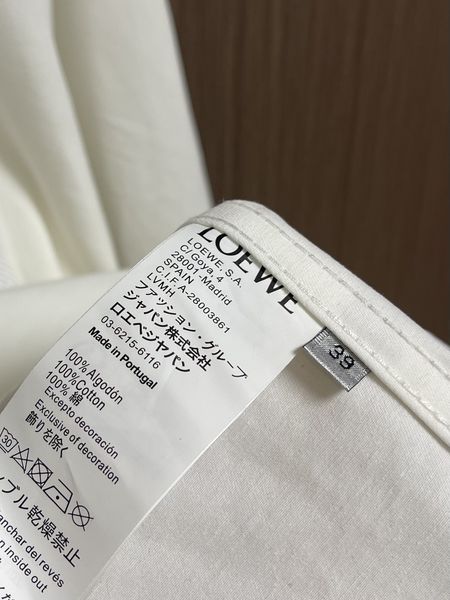 LOEWE
LOEWE, S.A.
C/Goya, 4
28001 -Madrid
SPAIN
C.I.F.A-28003861
LVMH
ファッション・グループ
ジャパン株式会社
ロエベジャパン
03-6215-6116
Made in Portugal
100% Algodón
100% Cotton
100% 綿
Excepto decoración
Exclusive of decoration
飾りを除く
30
ブル乾燥禁止
anchar del revés
n inside out
39